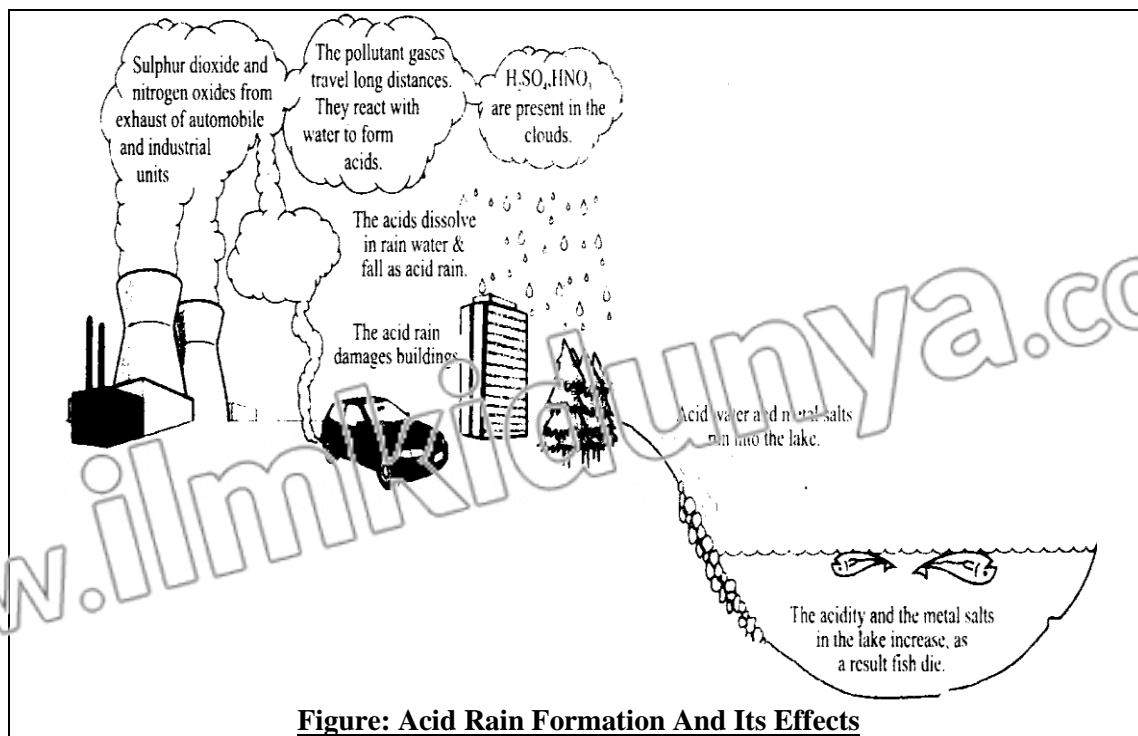 Sulphur dioxide and
nitrogen oxides from
exhaust of automobile
and industrial
units
The pollutant gases
travel long distances.
They react with
water to form
acids.
H₂SO₄,HNO₃
are present in the
clouds.
The acids dissolve
in rain water &
fall as acid rain.
The acid rain
damages buildings
Acid water and metal salts
run into the lake.
The acidity and the metal salts
in the lake increase, as
a result fish die.
w.ilmkidunya.co
Figure: Acid Rain Formation And Its Effects